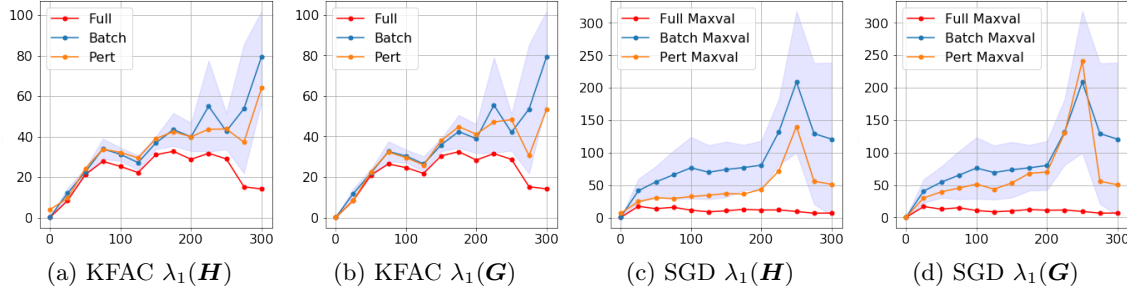 100
80
60
40
20
0
Full
Batch
Pert
0
100
200
300
(a) KFAC λ₁(H)
100
80
60
40
20
0
Full
Batch
Pert
0
100
200
300
(b) KFAC λ₁(G)
300
250
200
150
100
50
0
Full Maxval
Batch Maxval
Pert Maxval
0
100
200
300
(c) SGD λ₁(H)
300
250
200
150
100
50
0
Full Maxval
Batch Maxval
Pert Maxval
0
100
200
300
(d) SGD λ₁(G)